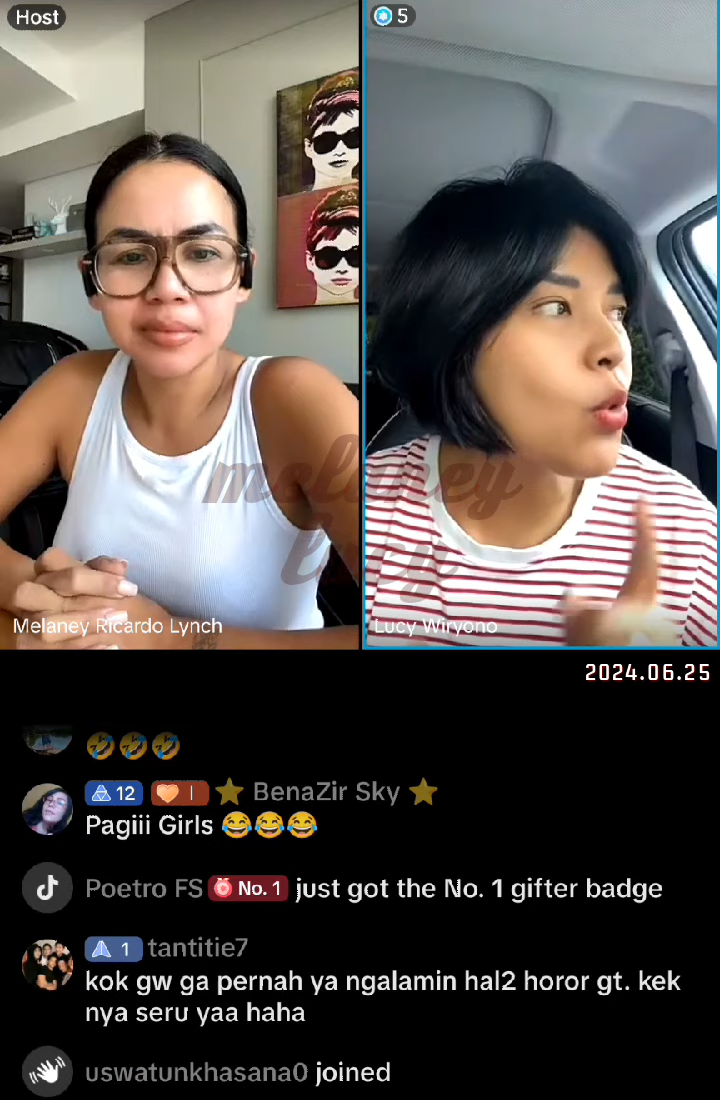 Host
5
melaney
lucy
Melaney Ricardo Lynch
Lucy Wiryono
2024.06.25
🤣🤣🤣
12 I ⭐ BenaZir Sky ⭐
Pagiii Girls 😂😂😂
Poetro FS No. 1 just got the No. 1 gifter badge
1 tantitie7
kok gw ga pernah ya ngalamin hal2 horor gt. kek
nya seru yaa haha
uswatunkhasana0 joined